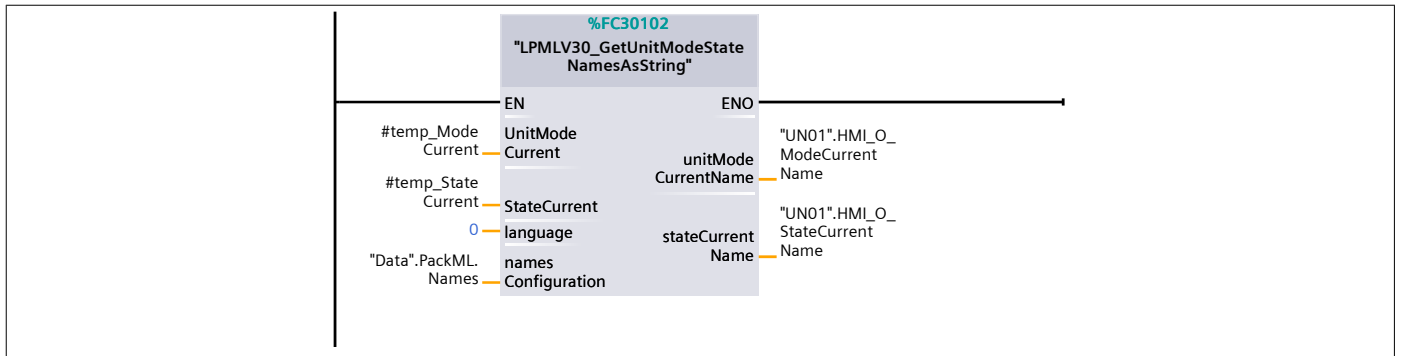 %FC30102
"LPMLV30_GetUnitModeState
NamesAsString"
EN
ENO
#temp_Mode
Current
UnitMode
Current
unitMode
CurrentName
"UN01".HMI_O_
ModeCurrent
Name
#temp_State
Current
StateCurrent
0
language
stateCurrent
Name
"UN01".HMI_O_
StateCurrent
Name
"Data".PackML.
Names
names
Configuration